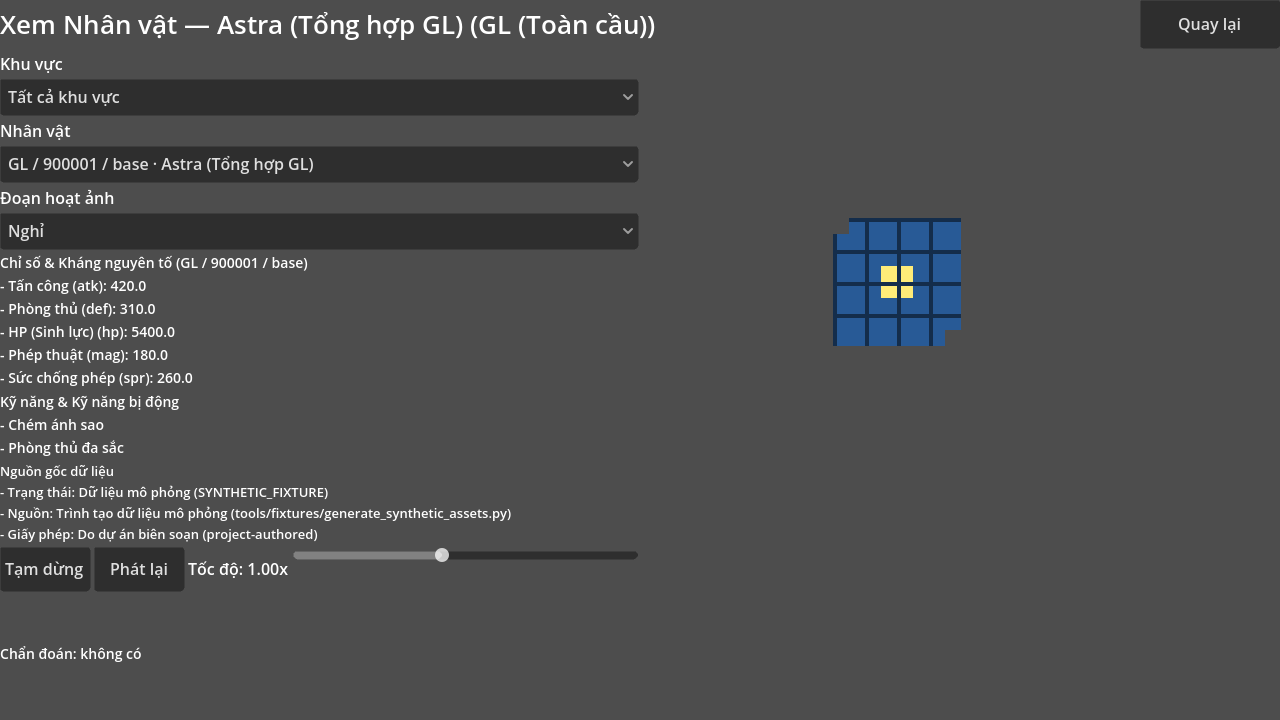 Xem Nhân vật — Astra (Tổng hợp GL) (GL (Toàn cầu))
Quay lại
Khu vực
Tất cả khu vực
Nhân vật
GL / 900001 / base · Astra (Tổng hợp GL)
Đoạn hoạt ảnh
Nghỉ
Chỉ số & Kháng nguyên tố (GL / 900001 / base)
- Tấn công (atk): 420.0
- Phòng thủ (def): 310.0
- HP (Sinh lực) (hp): 5400.0
- Phép thuật (mag): 180.0
- Sức chống phép (spr): 260.0
Kỹ năng & Kỹ năng bị động
- Chém ánh sao
- Phòng thủ đa sắc
Nguồn gốc dữ liệu
- Trạng thái: Dữ liệu mô phỏng (SYNTHETIC_FIXTURE)
- Nguồn: Trình tạo dữ liệu mô phỏng (tools/fixtures/generate_synthetic_assets.py)
- Giấy phép: Do dự án biên soạn (project-authored)
Tạm dừng
Phát lại
Tốc độ: 1.00x
Chẩn đoán: không có